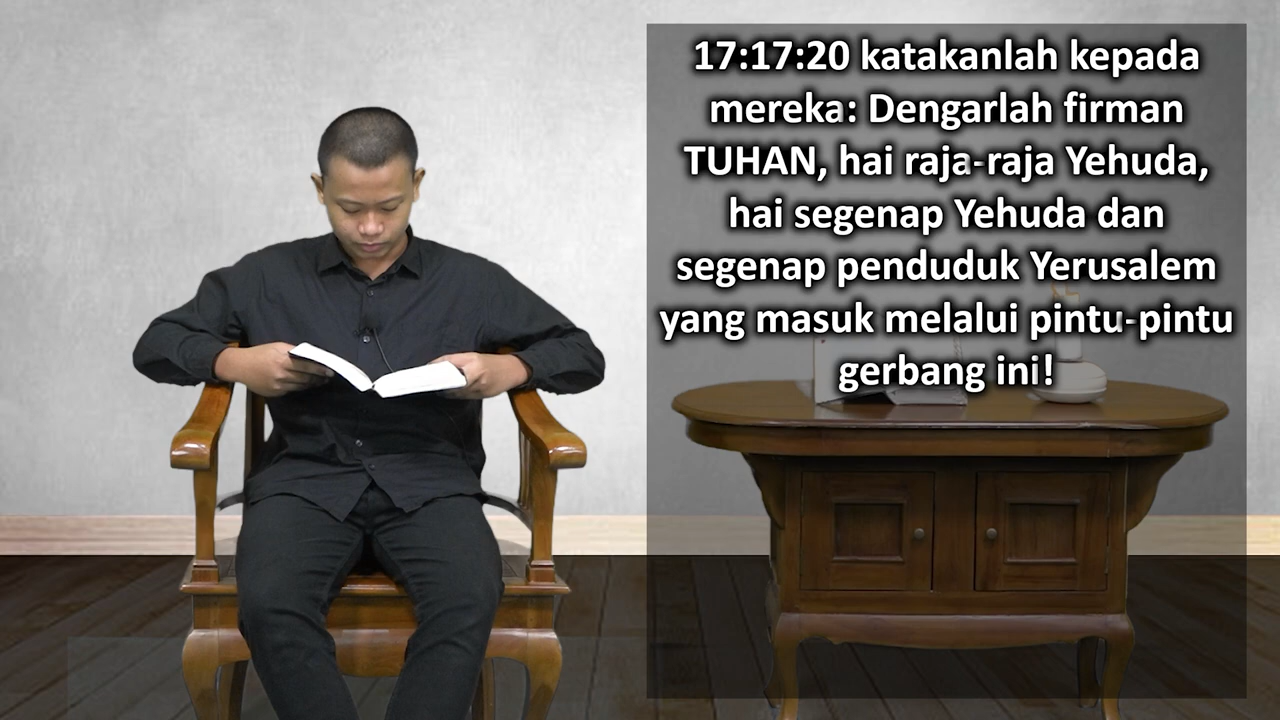 17:17:20 katakanlah kepada
mereka: Dengarlah firman
TUHAN, hai raja-raja Yehuda,
hai segenap Yehuda dan
segenap penduduk Yerusalem
yang masuk melalui pintu-pintu
gerbang ini!